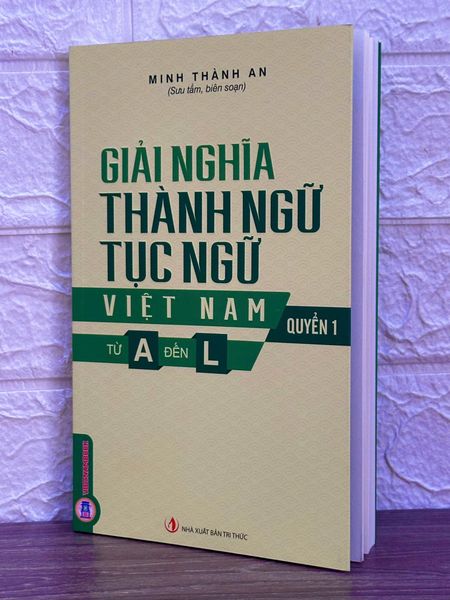 MINH THÀNH AN
(Sưu tầm, biên soạn)
GIẢI NGHĨA
THÀNH NGỮ
TỤC NGỮ
VIỆT NAM
QUYỂN 1
TỪ A ĐẾN L
NHÀ XUẤT BẢN TRI THỨC